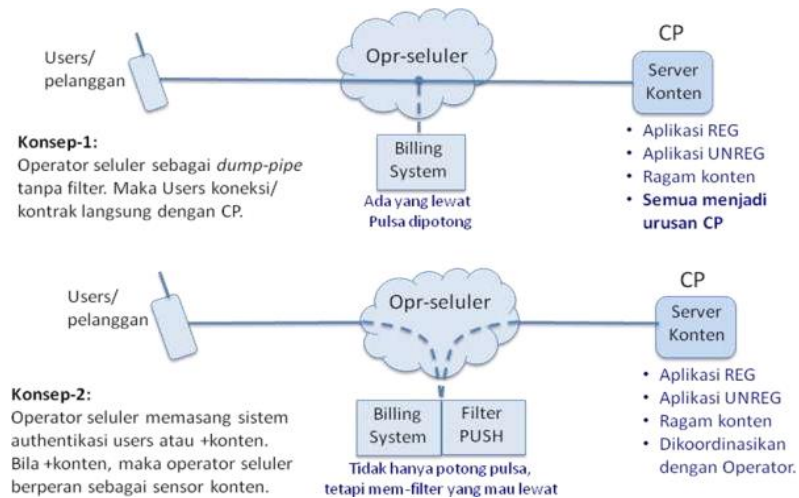 CP
Users/
pelanggan
Opr-seluler
Server
Konten
Billing
System
Konsep-1:
Operator seluler sebagai dump-pipe
tanpa filter. Maka Users koneksi/
kontrak langsung dengan CP.
Ada yang lewat
Pulsa dipotong
• Aplikasi REG
• Aplikasi UNREG
• Ragam konten
• Semua menjadi
urusan CP
CP
Users/
pelanggan
Opr-seluler
Server
Konten
Konsep-2:
Operator seluler memasang sistem
authentikasi users atau +konten.
Bila +konten, maka operator seluler
berperan sebagai sensor konten.
Billing
System
Filter
PUSH
Tidak hanya potong pulsa,
tetapi mem-filter yang mau lewat
• Aplikasi REG
• Aplikasi UNREG
• Ragam konten
• Dikoordinasikan
dengan Operator.